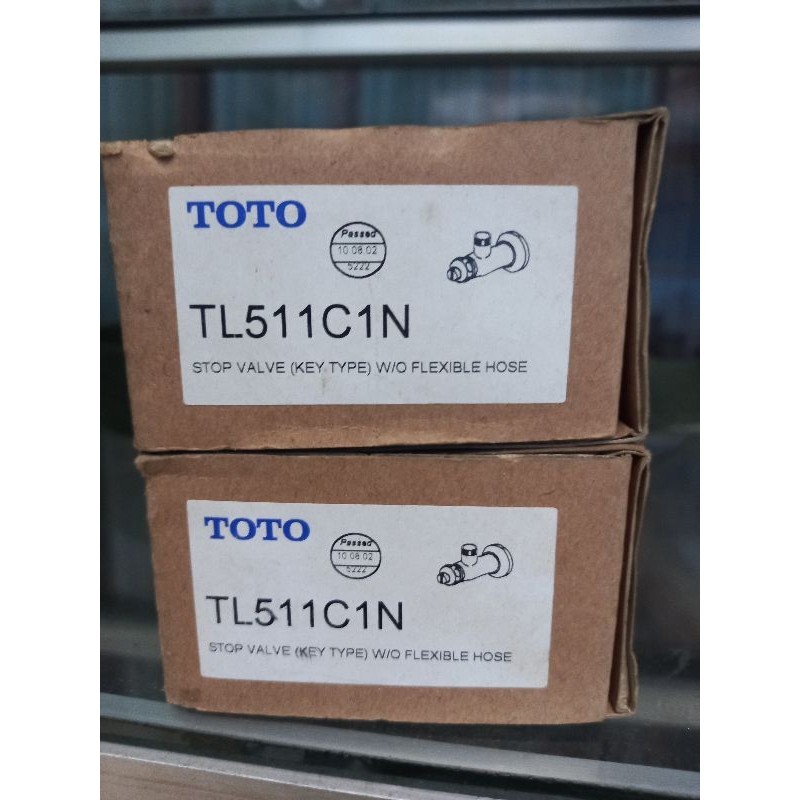 TOTO
Passed
10.08.02
5222
TL511C1N
STOP VALVE (KEY TYPE) W/O FLEXIBLE HOSE
TOTO
Passed
10.08.02
5222
TL511C1N
STOP VALVE (KEY TYPE) W/O FLEXIBLE HOSE